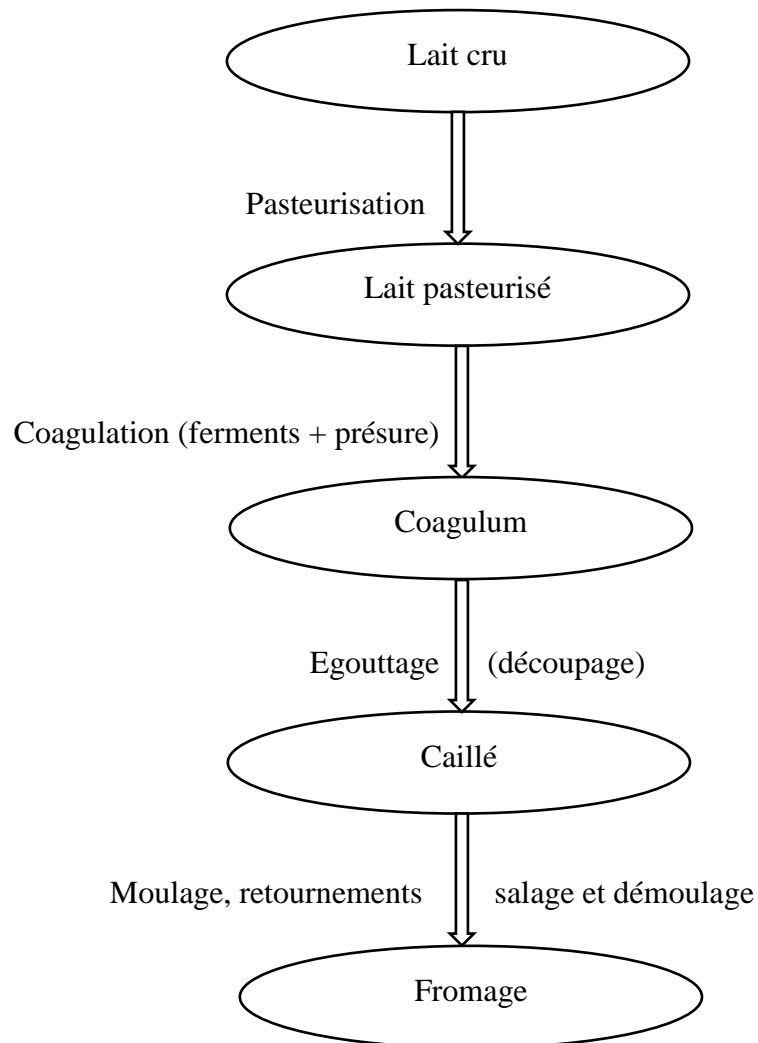 Lait cru
Pasteurisation
Lait pasteurisé
Coagulation (ferments + présure)
Coagulum
Egouttage (découpage)
Caillé
Moulage, retournements salage et démoulage
Fromage